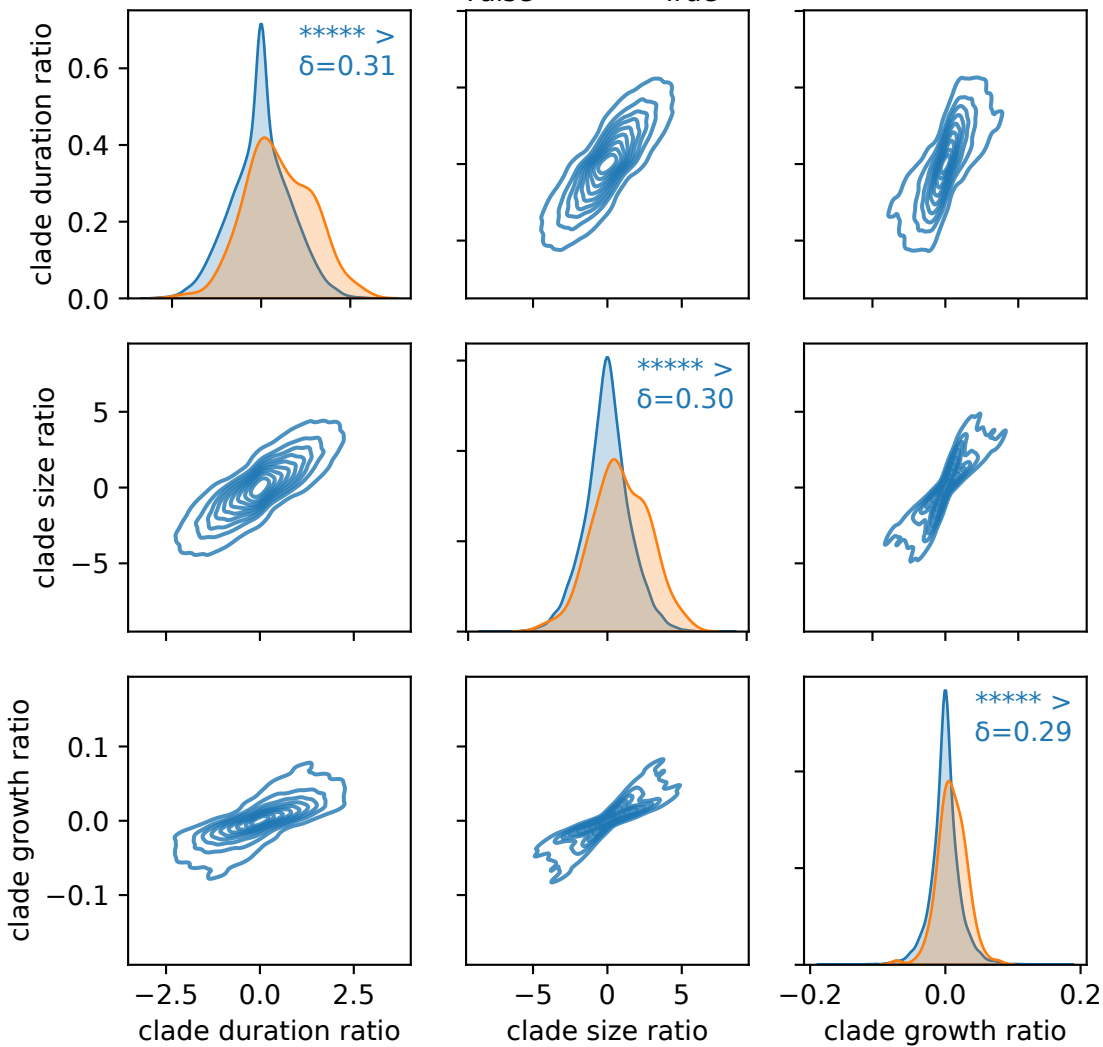 ***** >
δ=0.31
clade duration ratio
0.6
0.4
0.2
0.0
***** >
δ=0.30
clade size ratio
5
0
−5
***** >
δ=0.29
clade growth ratio
0.1
0.0
−0.1
−2.5 0.0 2.5 −5 0 5 −0.2 0.0 0.2
clade duration ratio clade size ratio clade growth ratio